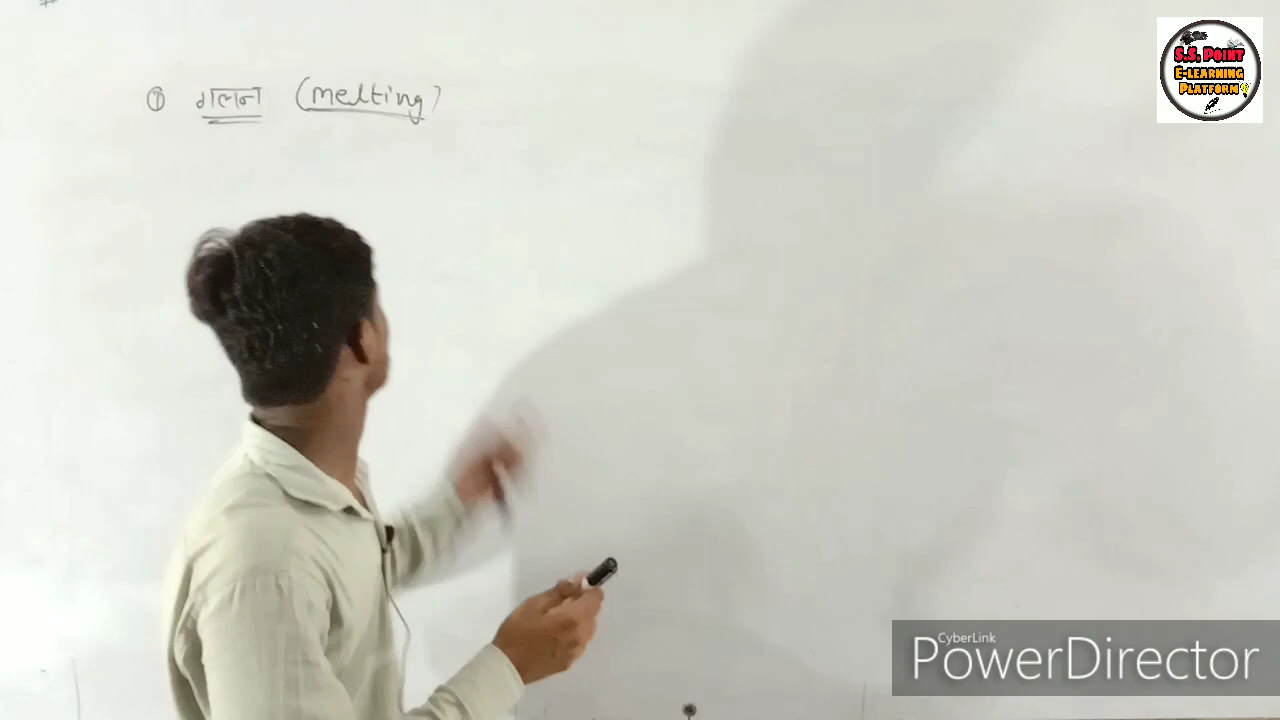 ① गलन (melting)
S.S. POINT
E-LEARNING
PLATFORM
CyberLink
PowerDirector